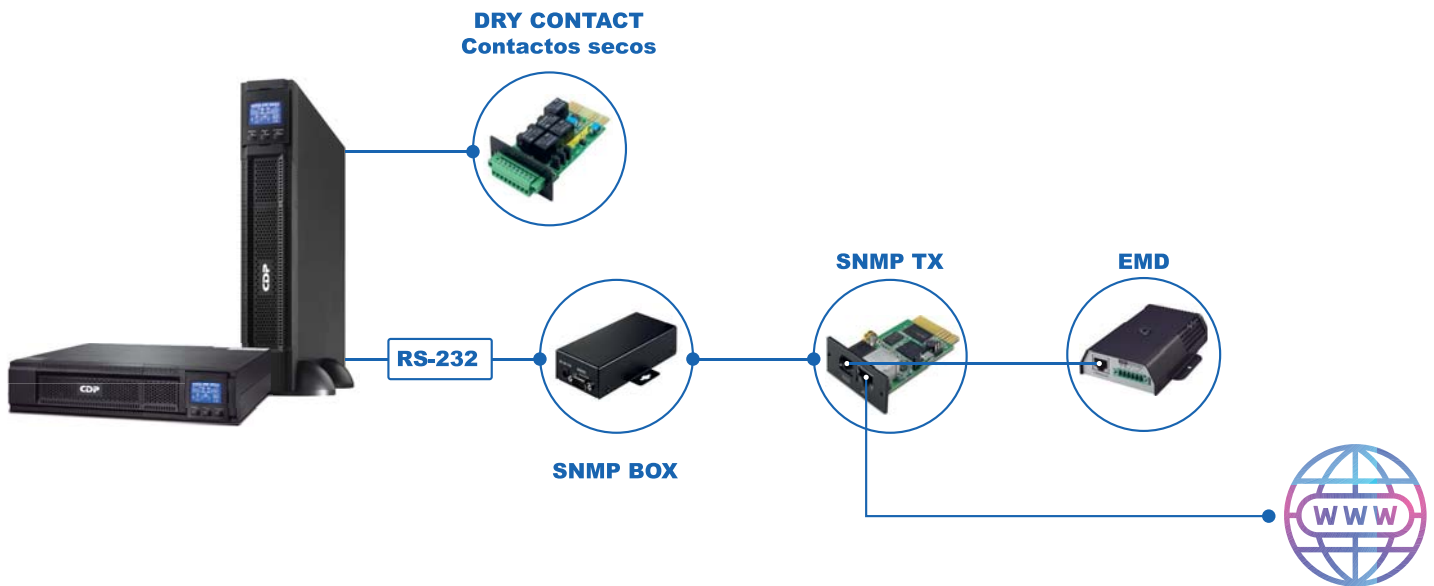 DRY CONTACT
Contactos secos
CDP
CDP
RS-232
SNMP BOX
SNMP TX
EMD
WWW